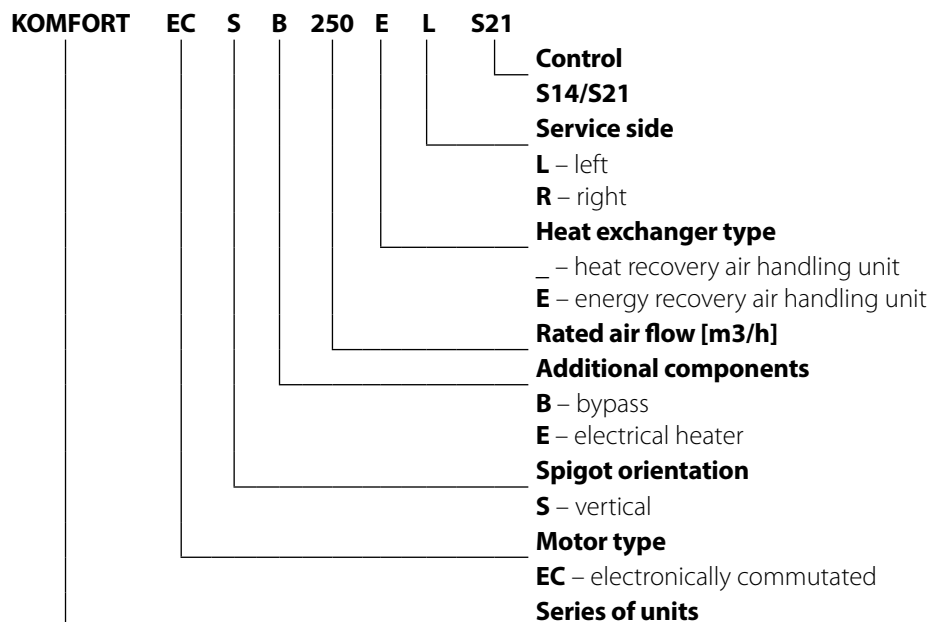 KOMFORT EC S B 250 E L S21
Control
S14/S21
Service side
L – left
R – right
Heat exchanger type
_ – heat recovery air handling unit
E – energy recovery air handling unit
Rated air flow [m3/h]
Additional components
B – bypass
E – electrical heater
Spigot orientation
S – vertical
Motor type
EC – electronically commutated
Series of units